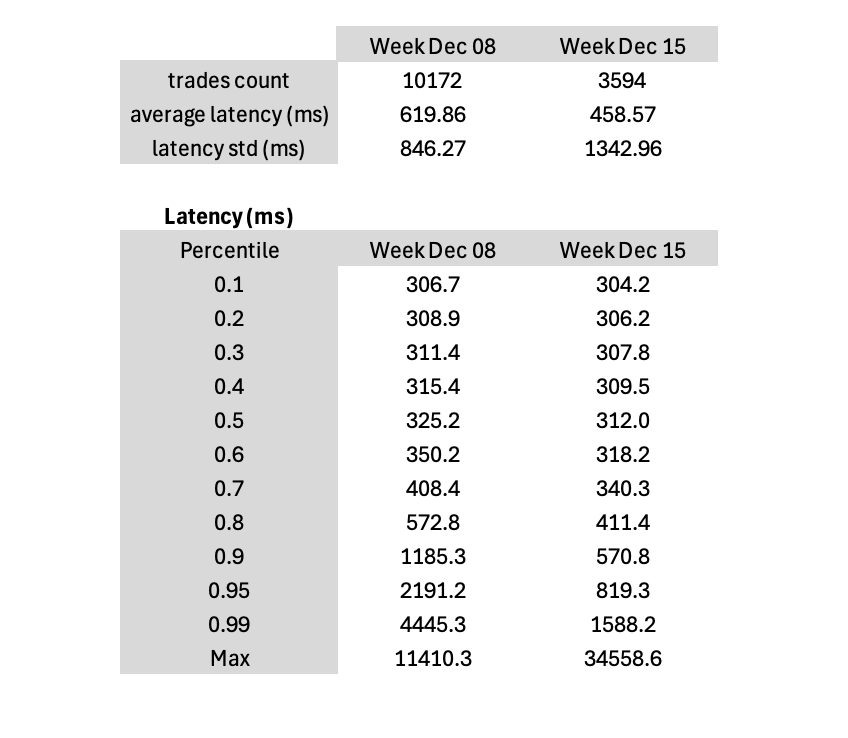 Week Dec 08 Week Dec 15
trades count 10172 3594
average latency (ms) 619.86 458.57
latency std (ms) 846.27 1342.96
Latency (ms)
Percentile Week Dec 08 Week Dec 15
0.1 306.7 304.2
0.2 308.9 306.2
0.3 311.4 307.8
0.4 315.4 309.5
0.5 325.2 312.0
0.6 350.2 318.2
0.7 408.4 340.3
0.8 572.8 411.4
0.9 1185.3 570.8
0.95 2191.2 819.3
0.99 4445.3 1588.2
Max 11410.3 34558.6